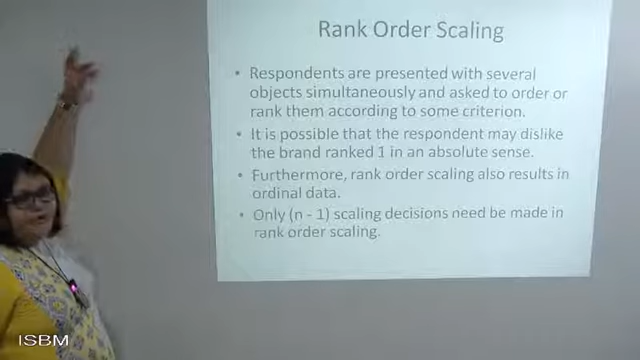 Rank Order Scaling
• Respondents are presented with several
objects simultaneously and asked to order or
rank them according to some criterion.
• It is possible that the respondent may dislike
the brand ranked 1 in an absolute sense.
• Furthermore, rank order scaling also results in
ordinal data.
• Only (n - 1) scaling decisions need be made in
rank order scaling.
ISBM